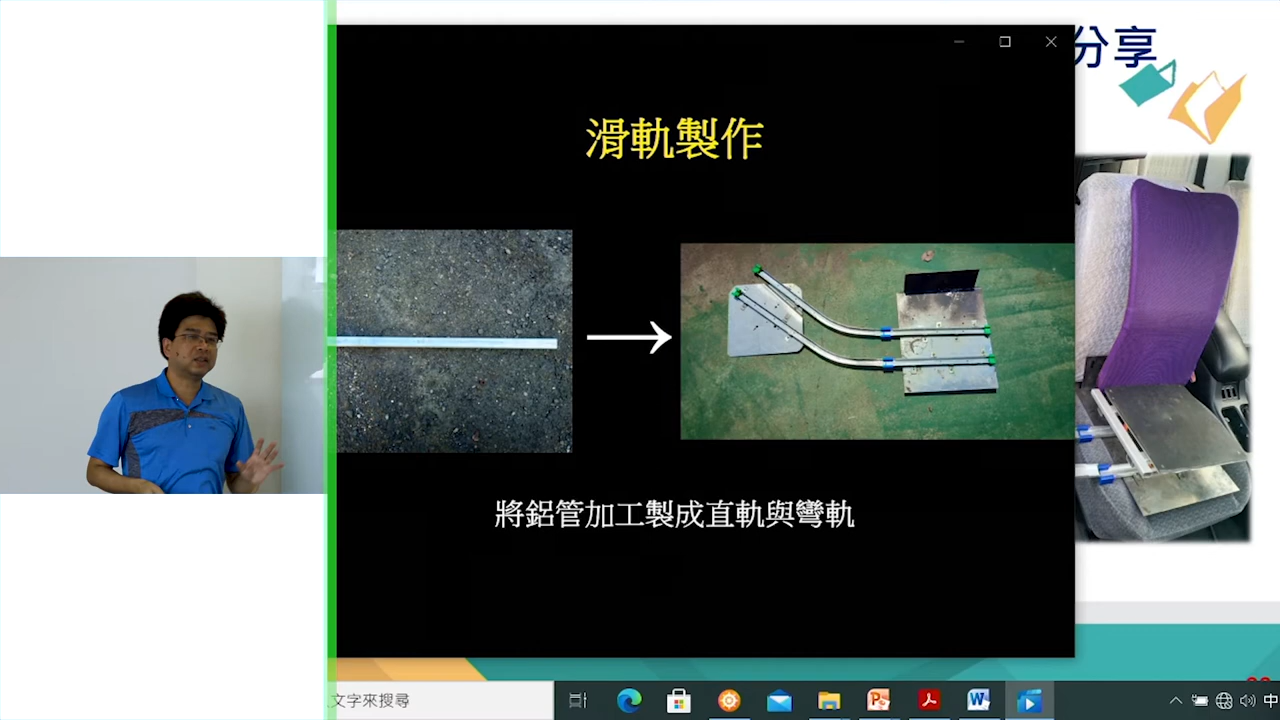 分享
滑軌製作
將鋁管加工製成直軌與彎軌
文字來搜尋
中